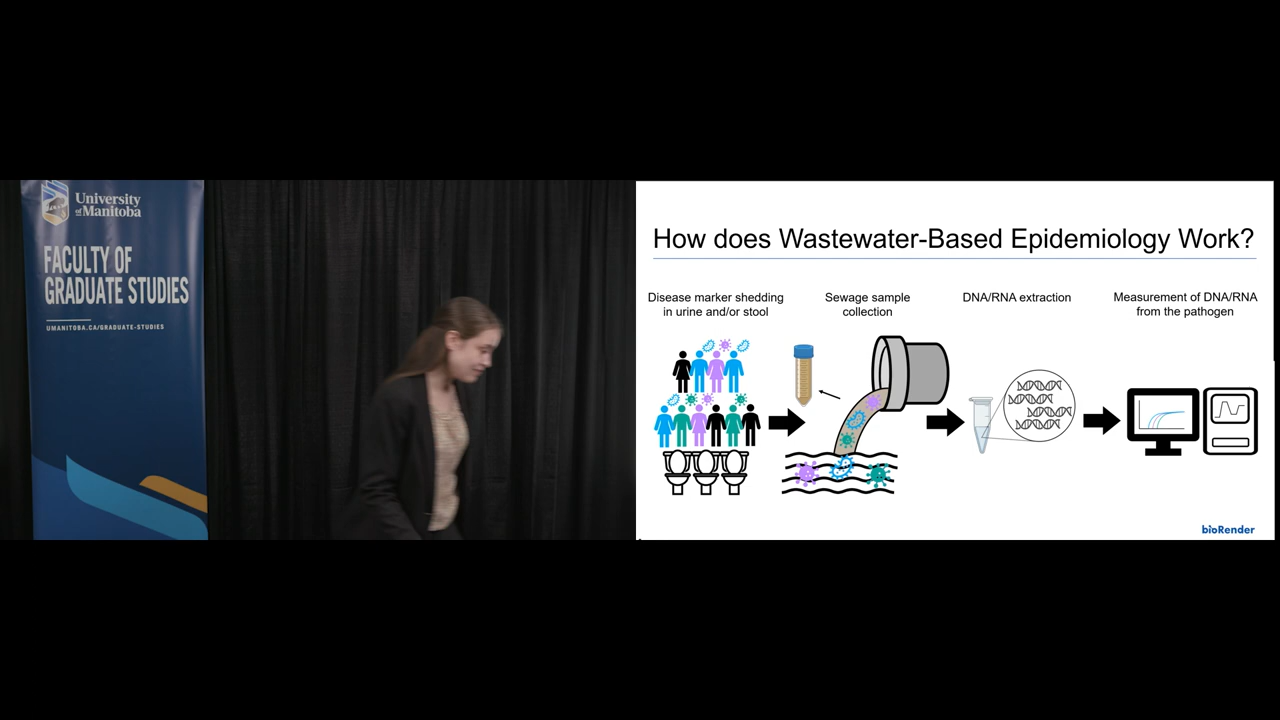 University
of Manitoba
FACULTY OF
GRADUATE STUDIES
UMANITOBA.CA/GRADUATE-STUDIES
How does Wastewater-Based Epidemiology Work?
Disease marker shedding
in urine and/or stool
Sewage sample
collection
DNA/RNA extraction
Measurement of DNA/RNA
from the pathogen
bioRender